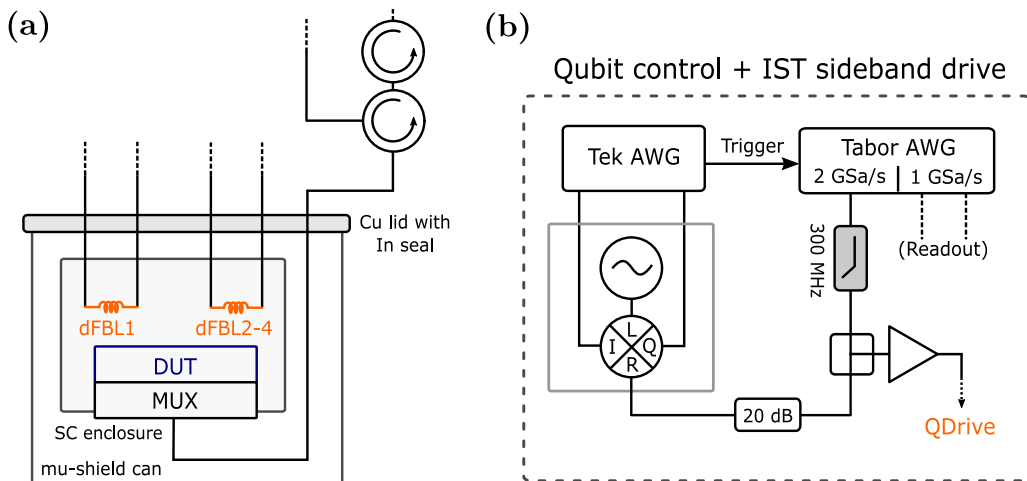 (a)
Cu lid with
In seal
dFBL1
dFBL2-4
DUT
MUX
SC enclosure
mu-shield can
(b)
Qubit control + IST sideband drive
Tek AWG
Trigger
Tabor AWG
2 GSa/s | 1 GSa/s
300 MHz
(Readout)
L
I
Q
R
20 dB
QDrive